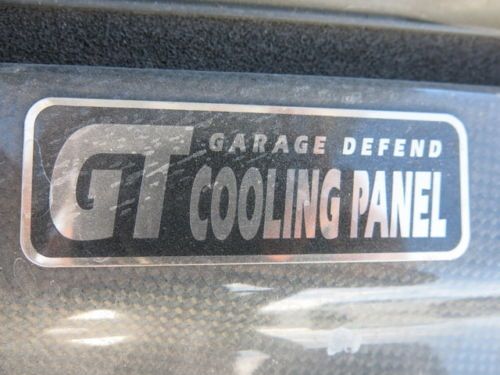 GT
GARAGE DEFEND
COOLING PANEL